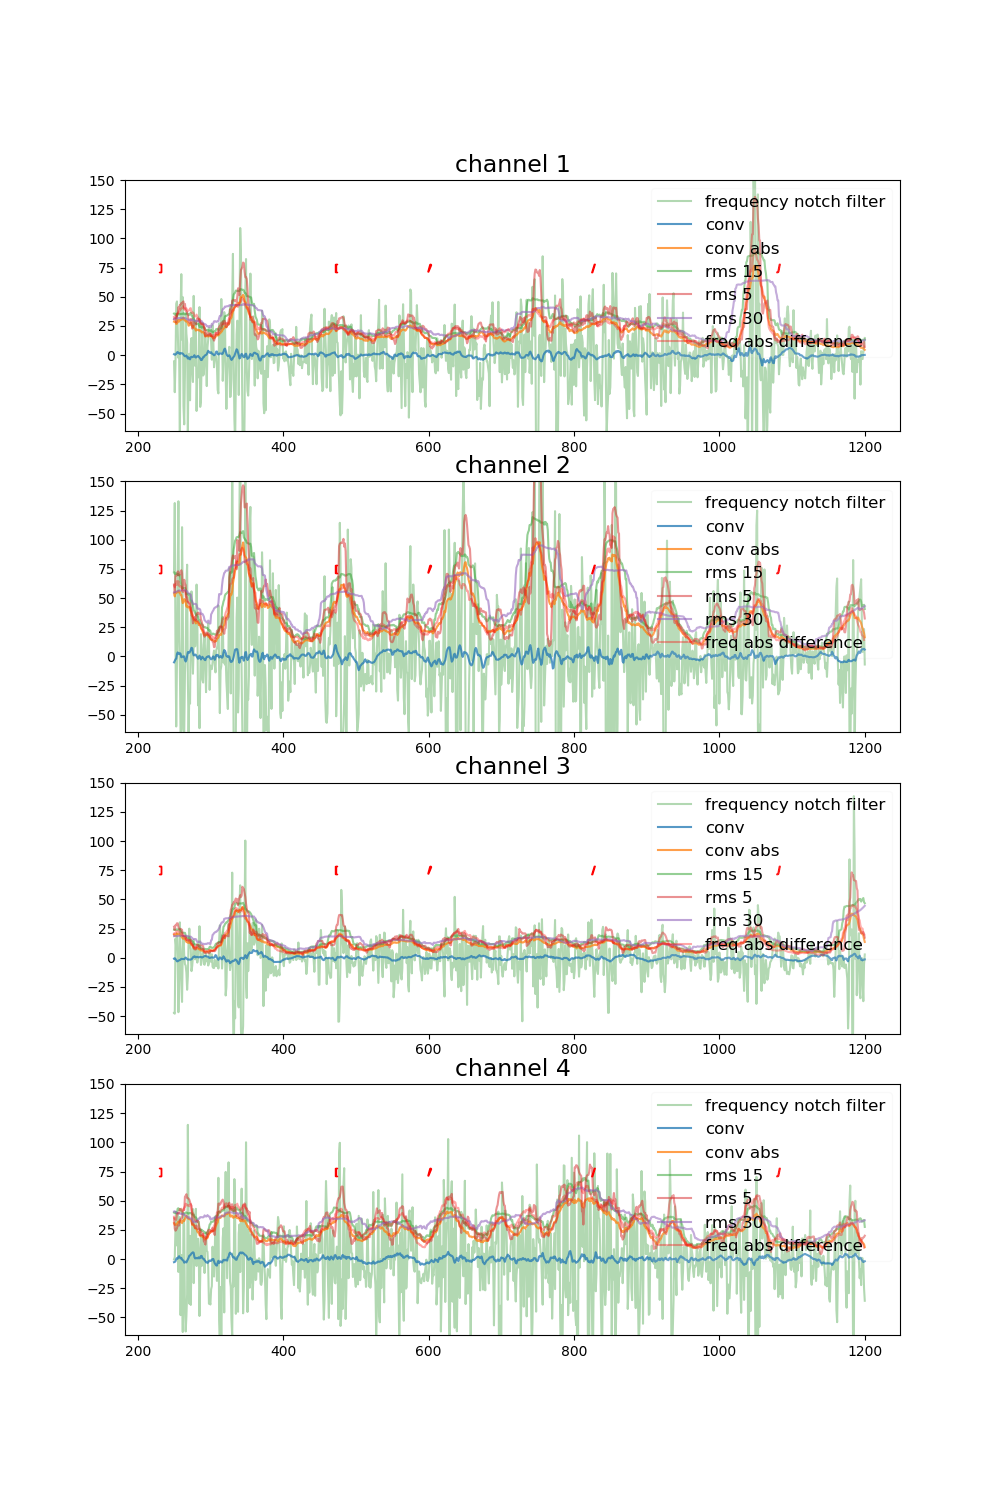 channel 1
150
125
100
75
50
25
0
−25
−50
] [ / / J
frequency notch filter
conv
conv abs
rms 15
rms 5
rms 30
freq abs difference
200 400 600 800 1000 1200
channel 2
150
125
100
75
50
25
0
−25
−50
] [ / / J
frequency notch filter
conv
conv abs
rms 15
rms 5
rms 30
freq abs difference
200 400 600 800 1000 1200
channel 3
150
125
100
75
50
25
0
−25
−50
] [ / / J
frequency notch filter
conv
conv abs
rms 15
rms 5
rms 30
freq abs difference
200 400 600 800 1000 1200
channel 4
150
125
100
75
50
25
0
−25
−50
] [ / / J
frequency notch filter
conv
conv abs
rms 15
rms 5
rms 30
freq abs difference
200 400 600 800 1000 1200